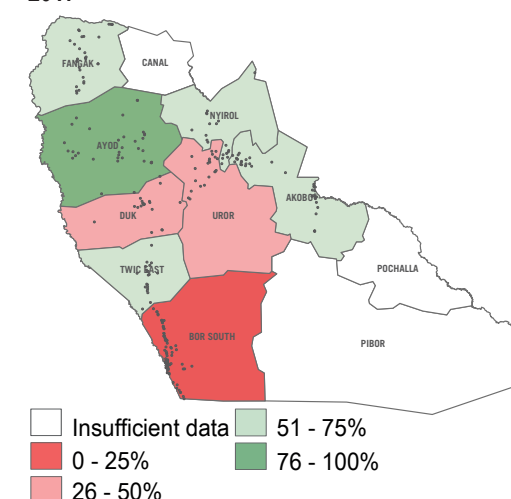 FANGAK
CANAL
NYIROL
AYOD
AKOBO
DUK
UROR
TWIC EAST
POCHALLA
BOR SOUTH
PIBOR
Insufficient data 51 - 75%
0 - 25% 76 - 100%
26 - 50%